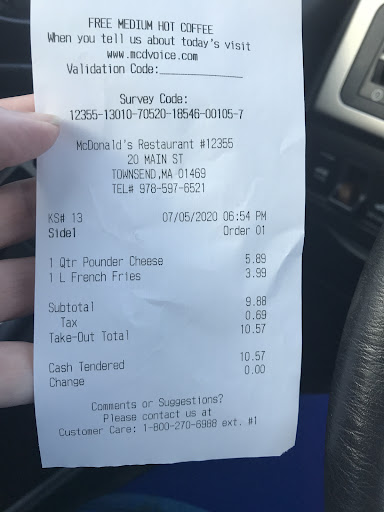 FREE MEDIUM HOT COFFEE
When you tell us about today's visit
www.mcdvoice.com
Validation Code:______________
Survey Code:
12355-13010-70520-18546-00105-7
McDonald's Restaurant #12355
20 MAIN ST
TOWNSEND,MA 01469
TEL# 978-597-6521
KS# 13 07/05/2020 06:54 PM
Side1 Order 01
1 Qtr Pounder Cheese 5.89
1 L French Fries 3.99
Subtotal 9.88
Tax 0.69
Take-Out Total 10.57
Cash Tendered 10.57
Change 0.00
Comments or Suggestions?
Please contact us at
Customer Care: 1-800-270-6988 ext. #1